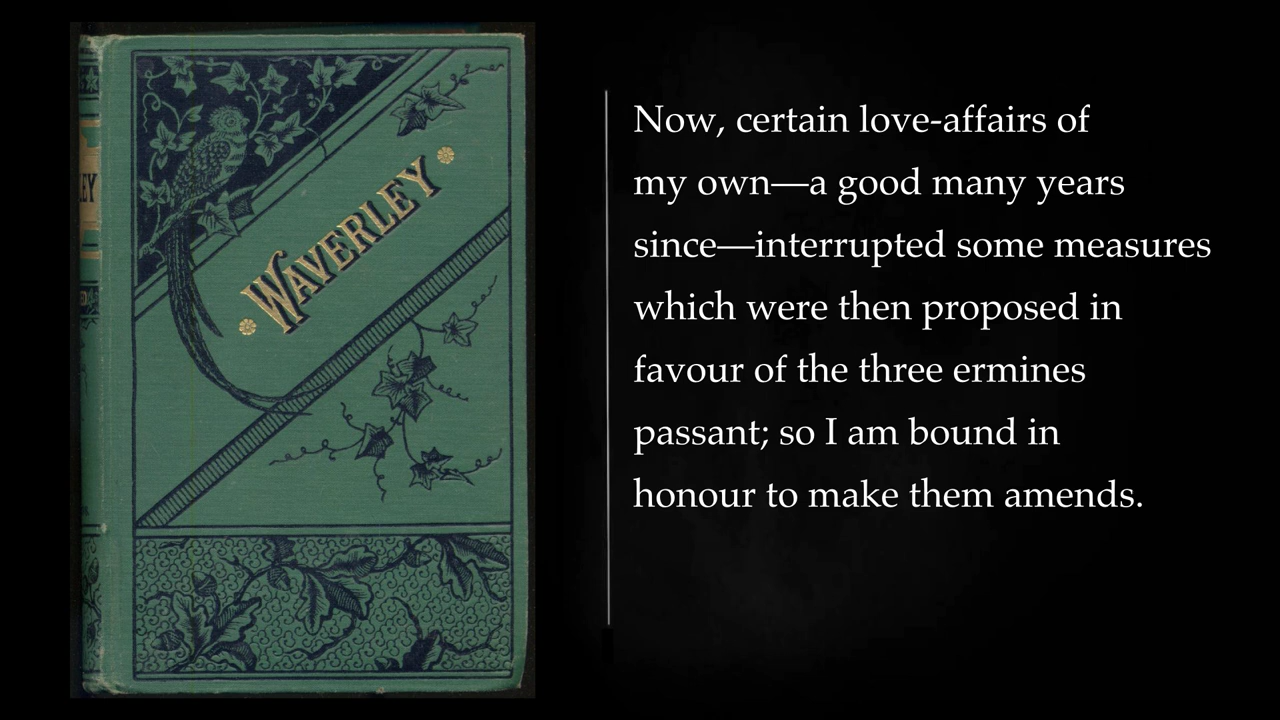 WAVERLEY
EY
Now, certain love-affairs of
my own—a good many years
since—interrupted some measures
which were then proposed in
favour of the three ermines
passant; so I am bound in
honour to make them amends.